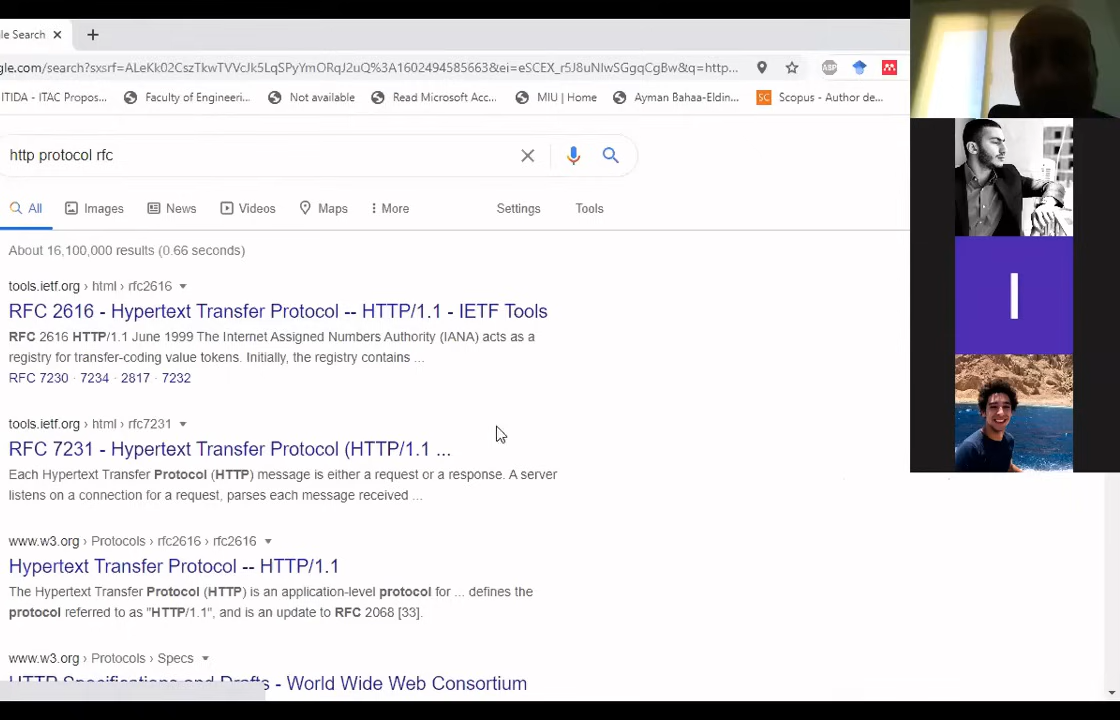 le Search
gle.com/search?sxsrf=ALeKk02CszTkwTVVcJk5LqSPyYmORqJ2uQ%3A1602494585663&ei=eSCEX_r5J8uNlwSGgqCgBw&q=http...
ITIDA - ITAC Propos...
Faculty of Engineeri...
Not available
Read Microsoft Acc...
MIU | Home
Ayman Bahaa-Eldin...
SC Scopus - Author de...
http protocol rfc
All
Images
News
Videos
Maps
More
Settings
Tools
About 16,100,000 results (0.66 seconds)
tools.ietf.org › html › rfc2616
RFC 2616 - Hypertext Transfer Protocol -- HTTP/1.1 - IETF Tools
RFC 2616 HTTP/1.1 June 1999 The Internet Assigned Numbers Authority (IANA) acts as a
registry for transfer-coding value tokens. Initially, the registry contains ...
RFC 7230 · 7234 · 2817 · 7232
tools.ietf.org › html › rfc7231
RFC 7231 - Hypertext Transfer Protocol (HTTP/1.1 ...
Each Hypertext Transfer Protocol (HTTP) message is either a request or a response. A server
listens on a connection for a request, parses each message received ...
www.w3.org › Protocols › rfc2616 › rfc2616
Hypertext Transfer Protocol -- HTTP/1.1
The Hypertext Transfer Protocol (HTTP) is an application-level protocol for ... defines the
protocol referred to as "HTTP/1.1", and is an update to RFC 2068 [33].
www.w3.org › Protocols › Specs
HTTP Specifications and Drafts - World Wide Web Consortium
I